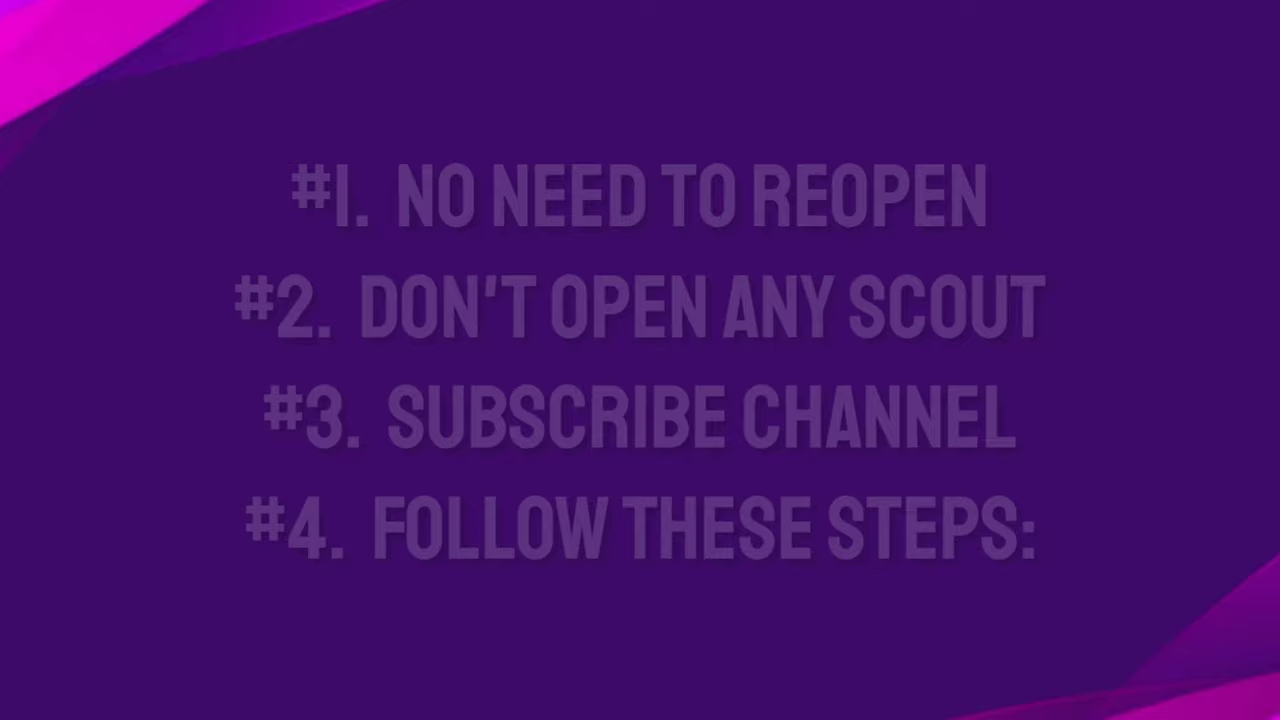 #1. NO NEED TO REOPEN
#2. DON'T OPEN ANY SCOUT
#3. SUBSCRIBE CHANNEL
#4. FOLLOW THESE STEPS: